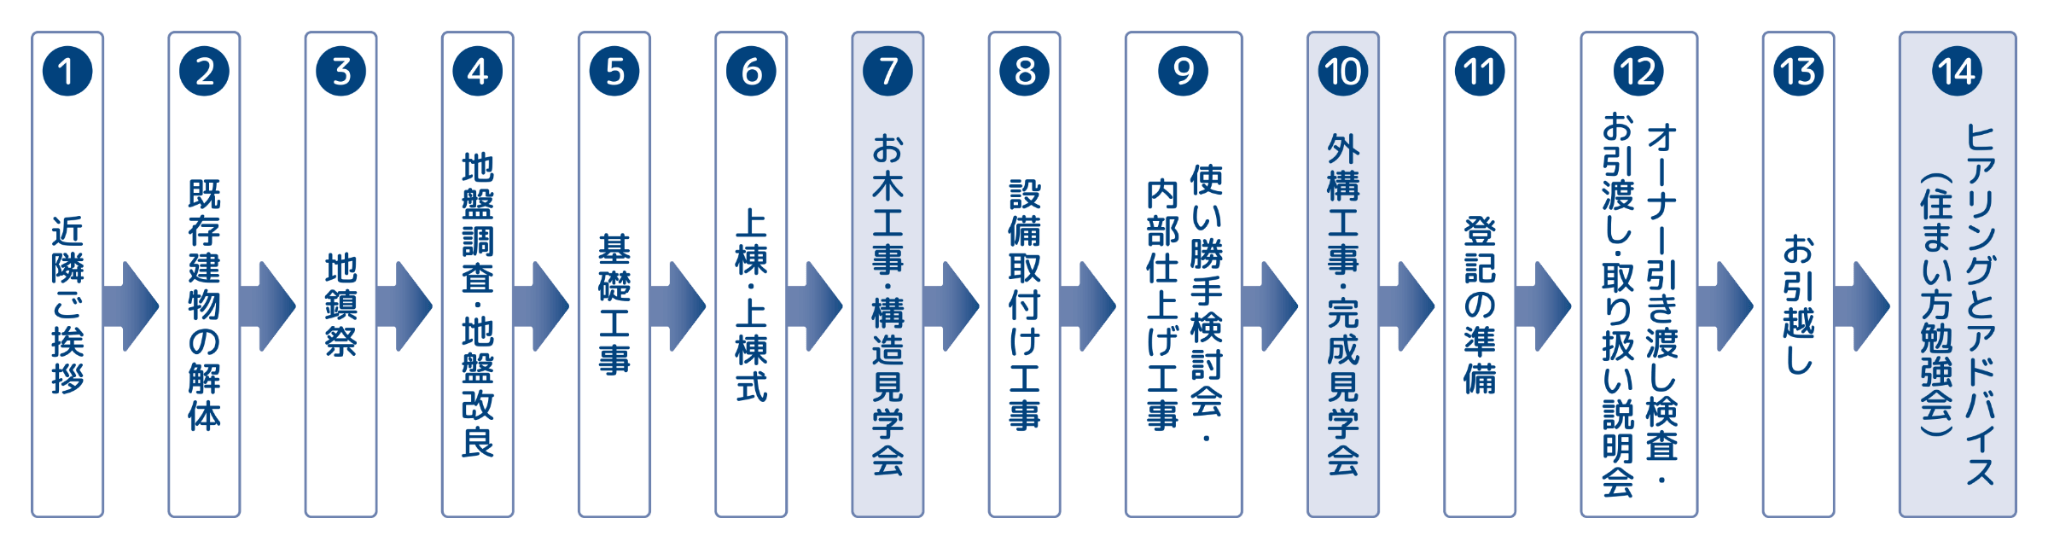 1
近隣ご挨拶
2
既存建物の解体
3
地鎮祭
4
地盤調査・地盤改良
5
基礎工事
6
上棟・上棟式
7
お木工事・構造見学会
8
設備取付け工事
9
使い勝手検討会・
内部仕上げ工事
10
外構工事・完成見学会
11
登記の準備
12
オーナー引き渡し検査・
お引渡し・取り扱い説明会
13
お引越し
14
ヒアリングとアドバイス
（住まい方勉強会）